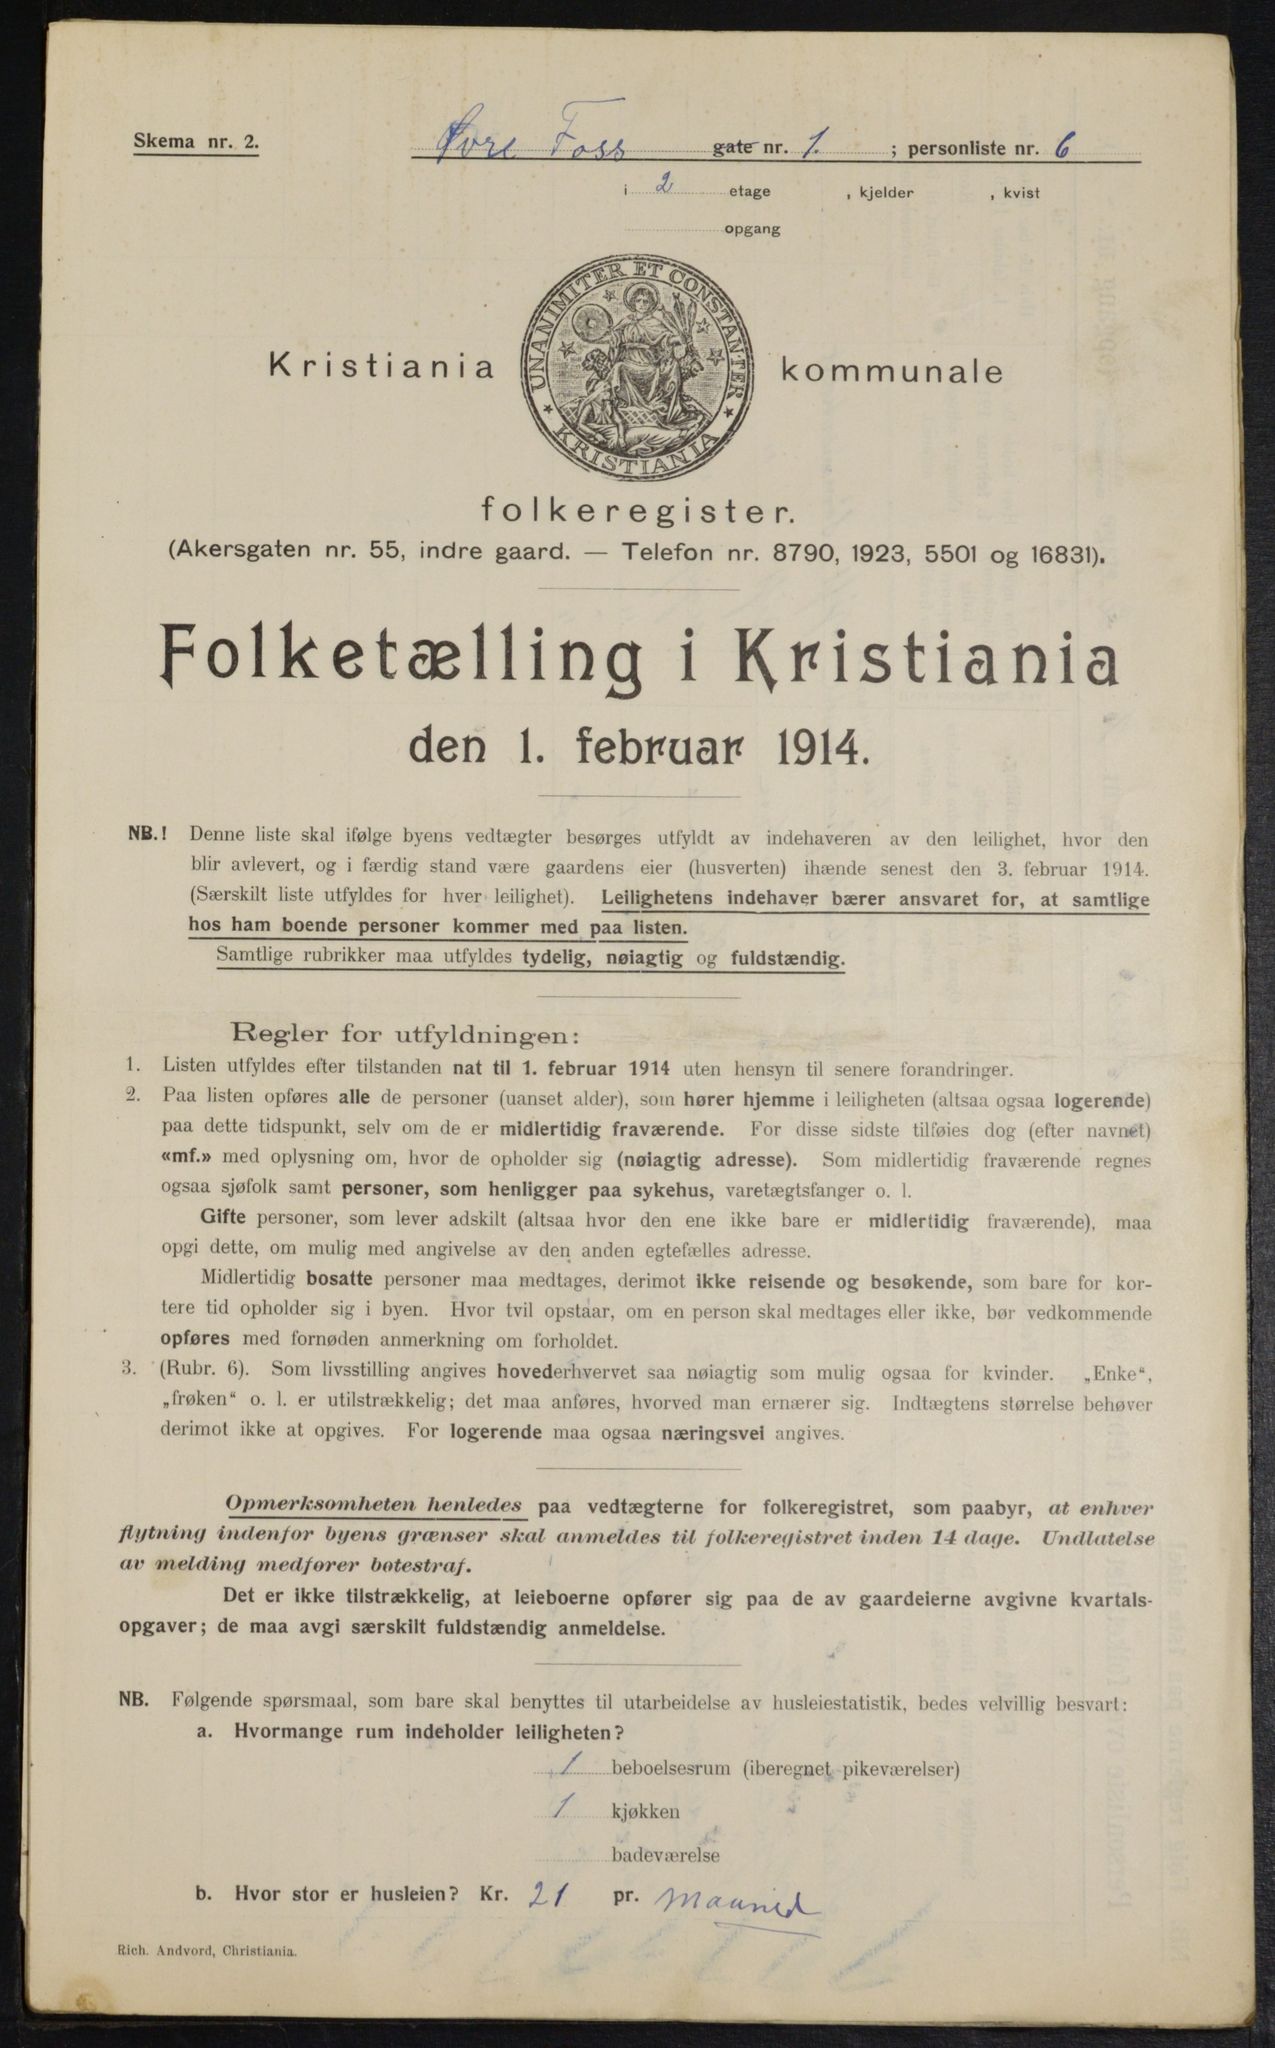 Skema nr. 2.
Øvre Foss gate nr. 1. ; personliste nr. 6
i 2 etage , kjelder , kvist
opgang
UNANIMITER ET CONSTANTER
KRISTIANIA
Kristiania kommunale
folkeregister.
(Akersgaten nr. 55, indre gaard. — Telefon nr. 8790, 1923, 5501 og 16831).
Folketælling i Kristiania
den 1. februar 1914.
NB.! Denne liste skal ifølge byens vedtægter besørges utfyldt av indehaveren av den leilighet, hvor den
blir avlevert, og i færdig stand være gaardens eier (husverten) ihænde senest den 3. februar 1914.
(Særskilt liste utfyldes for hver leilighet). Leilighetens indehaver bærer ansvaret for, at samtlige
hos ham boende personer kommer med paa listen.
Samtlige rubrikker maa utfyldes tydelig, nøiagtig og fuldstændig.
Regler for utfyldningen:
1. Listen utfyldes efter tilstanden nat til 1. februar 1914 uten hensyn til senere forandringer.
2. Paa listen opføres alle de personer (uanset alder), som hører hjemme i leiligheten (altsaa ogsaa logerende)
paa dette tidspunkt, selv om de er midlertidig fraværende. For disse sidste tilføies dog (efter navnet)
«mf.» med oplysning om, hvor de opholder sig (nøiagtig adresse). Som midlertidig fraværende regnes
ogsaa sjøfolk samt personer, som henligger paa sykehus, varetægtsfanger o. l.
Gifte personer, som lever adskilt (altsaa hvor den ene ikke bare er midlertidig fraværende), maa
opgi dette, om mulig med angivelse av den anden egtefælles adresse.
Midlertidig bosatte personer maa medtages, derimot ikke reisende og besøkende, som bare for kor-
tere tid opholder sig i byen. Hvor tvil opstaar, om en person skal medtages eller ikke, bør vedkommende
opføres med fornøden anmerkning om forholdet.
3. (Rubr. 6). Som livsstilling angives hovederhvervet saa nøiagtig som mulig ogsaa for kvinder. „Enke“,
„frøken“ o. l. er utilstrækkelig; det maa anføres, hvorved man ernærer sig. Indtægtens størrelse behøver
derimot ikke at opgives. For logerende maa ogsaa næringsvei angives.
Opmerksomheten henledes paa vedtægterne for folkeregistret, som paabyr, at enhver
flytning indenfor byens grænser skal anmeldes til folkeregistret inden 14 dage. Undlatelse
av melding medfører bøtestraf.
Det er ikke tilstrækkelig, at leieboerne opfører sig paa de av gaardeierne avgivne kvartals-
opgaver; de maa avgi særskilt fuldstændig anmeldelse.
NB. Følgende spørsmaal, som bare skal benyttes til utarbeidelse av husleiestatistik, bedes velvillig besvart:
a. Hvormange rum indeholder leiligheten?
1 beboelsesrum (iberegnet pikeværelser)
1 kjøkken
badeværelse
b. Hvor stor er husleien? Kr. 21 pr. Maaned
Rich. Andvord, Christiania.